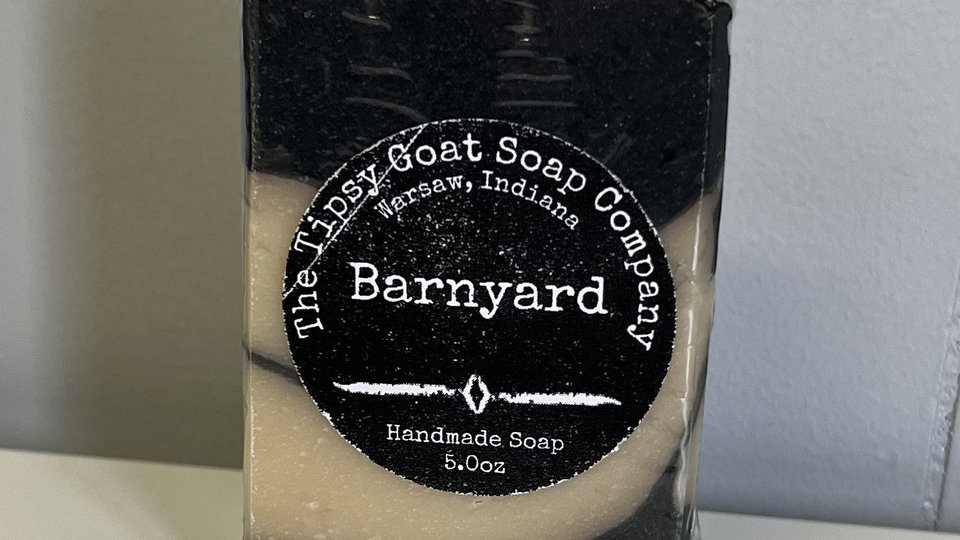 The Tipsy Goat Soap Company
Warsaw, Indiana
Barnyard
Handmade Soap
5.0oz